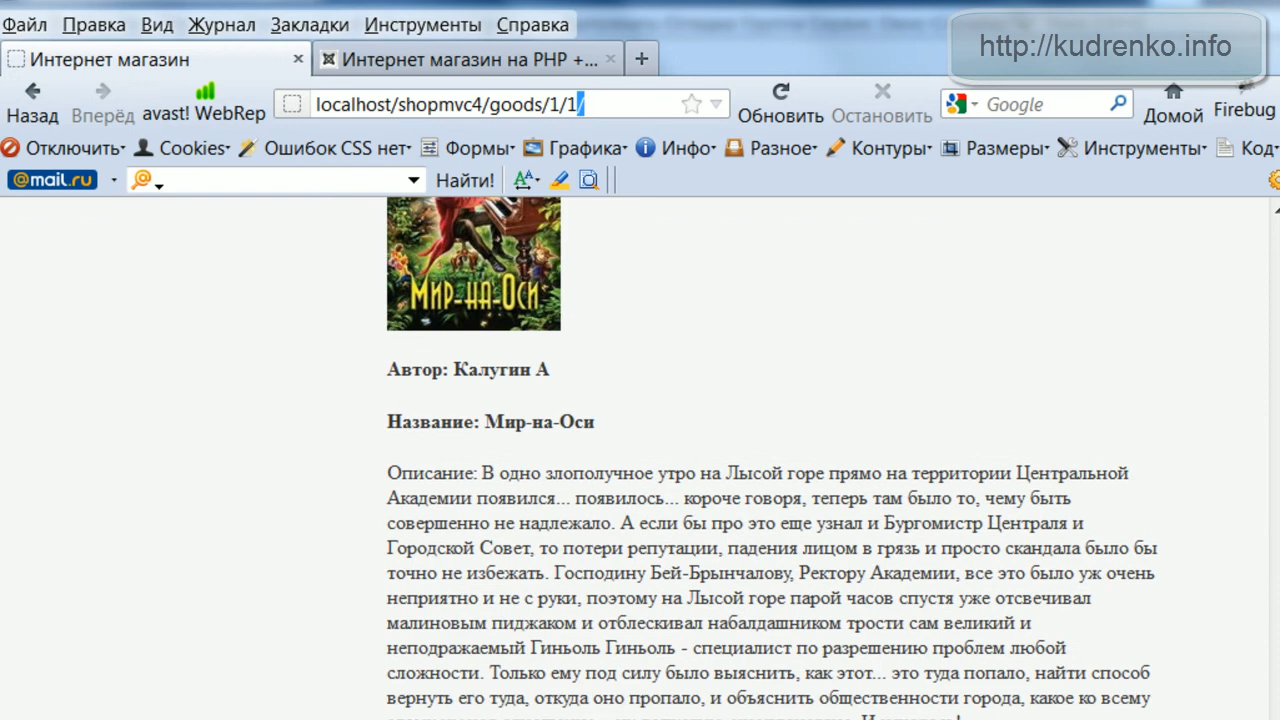 Файл Правка Вид Журнал Закладки Инструменты Справка
http://kudrenko.info
Интернет магазин × Интернет магазин на PHP +... × +
localhost/shopmvc4/goods/1/1/
Google
Назад Вперёд avast! WebRep Обновить Остановить Домой Firebug
Отключить Cookies Ошибок CSS нет Формы Графика Инфо Разное Контуры Размеры Инструменты Код
@mail.ru Найти!
Мир-на-Оси
Автор: Калугин А
Название: Мир-на-Оси
Описание: В одно злополучное утро на Лысой горе прямо на территории Центральной
Академии появился... появилось... короче говоря, теперь там было то, чему быть
совершенно не надлежало. А если бы про это еще узнал и Бургомистр Централя и
Городской Совет, то потери репутации, падения лицом в грязь и просто скандала было бы
точно не избежать. Господину Бей-Брынчалову, Ректору Академии, все это было уж очень
неприятно и не с руки, поэтому на Лысой горе парой часов спустя уже отсвечивал
малиновым пиджаком и отблескивал набалдашником трости сам великий и
неподражаемый Гиньоль Гиньоль - специалист по разрешению проблем любой
сложности. Только ему под силу было выяснить, как этот... это туда попало, найти способ
вернуть его туда, откуда оно пропало, и объяснить общественности города, какое ко всему